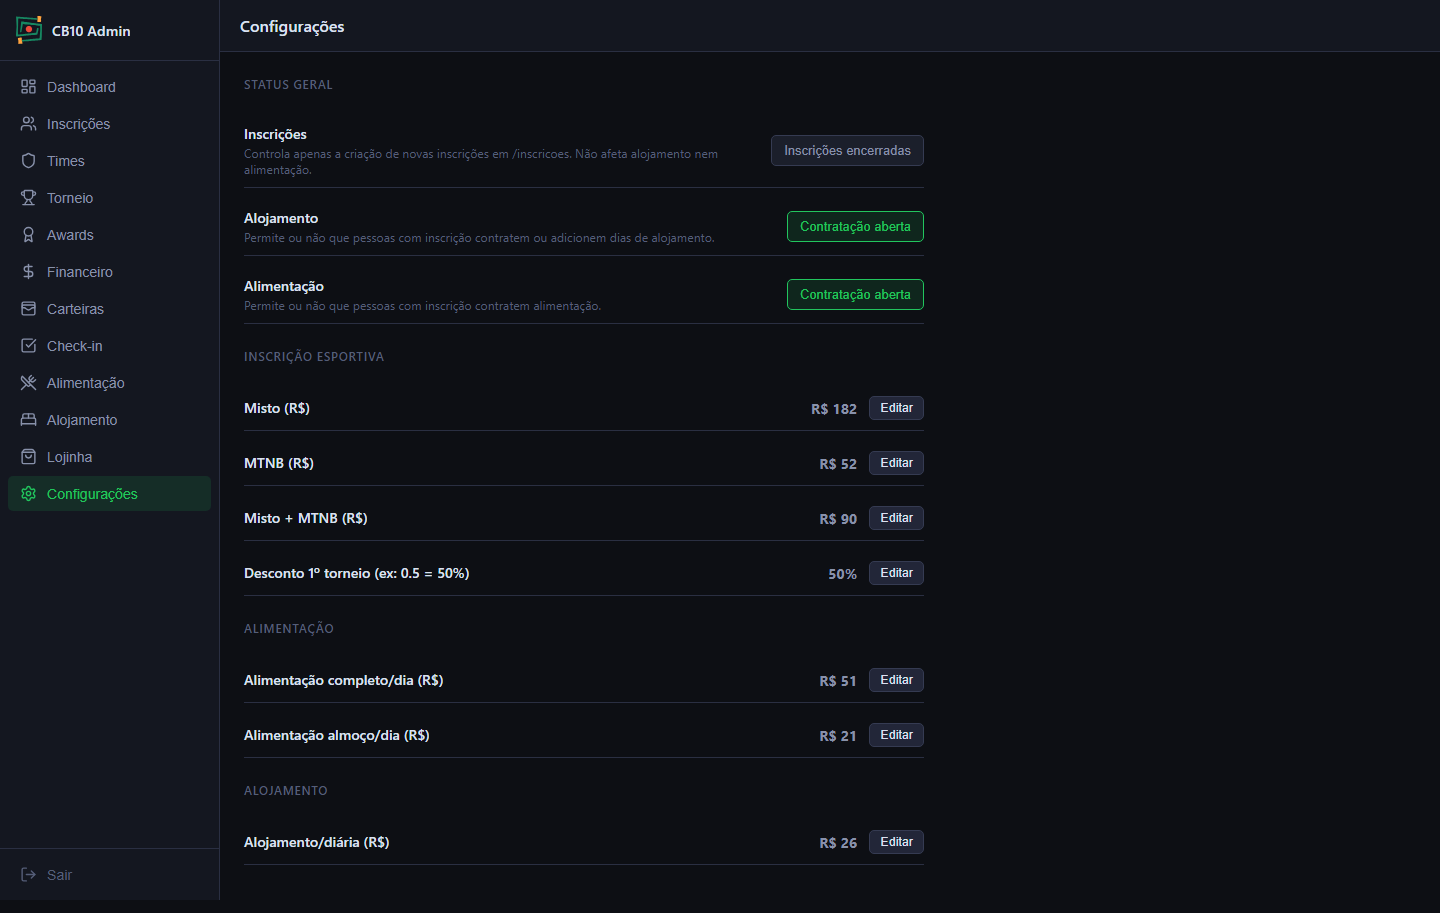 CB10 Admin
Dashboard
Inscrições
Times
Torneio
Awards
Financeiro
Carteiras
Check-in
Alimentação
Alojamento
Lojinha
Configurações
Sair
Configurações
STATUS GERAL
Inscrições
Controla apenas a criação de novas inscrições em /inscricoes. Não afeta alojamento nem
alimentação.
Inscrições encerradas
Alojamento
Permite ou não que pessoas com inscrição contratem ou adicionem dias de alojamento.
Contratação aberta
Alimentação
Permite ou não que pessoas com inscrição contratem alimentação.
Contratação aberta
INSCRIÇÃO ESPORTIVA
Misto (R$) R$ 182 Editar
MTNB (R$) R$ 52 Editar
Misto + MTNB (R$) R$ 90 Editar
Desconto 1º torneio (ex: 0.5 = 50%) 50% Editar
ALIMENTAÇÃO
Alimentação completo/dia (R$) R$ 51 Editar
Alimentação almoço/dia (R$) R$ 21 Editar
ALOJAMENTO
Alojamento/diária (R$) R$ 26 Editar